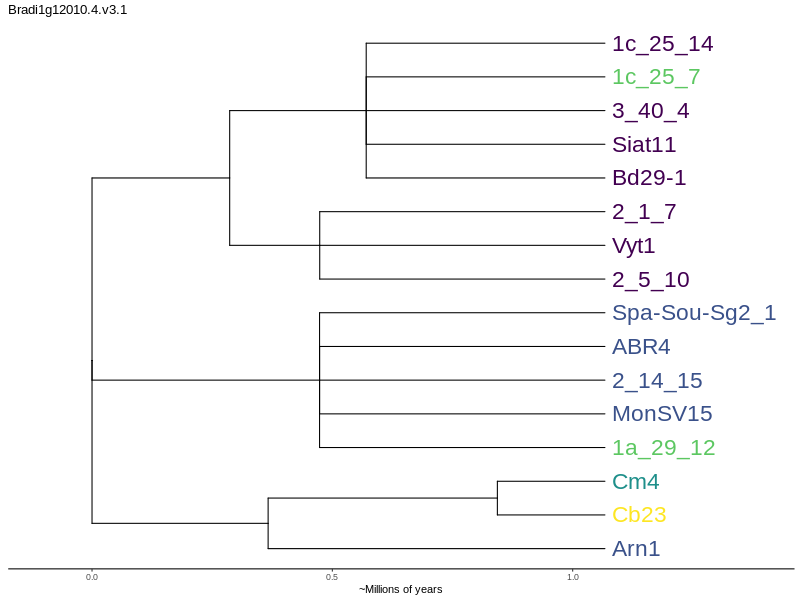 Bradi1g12010.4.v3.1
1c_25_14
1c_25_7
3_40_4
Siat11
Bd29-1
2_1_7
Vyt1
2_5_10
Spa-Sou-Sg2_1
ABR4
2_14_15
MonSV15
1a_29_12
Cm4
Cb23
Arn1
0.0 0.5 1.0
~Millions of years